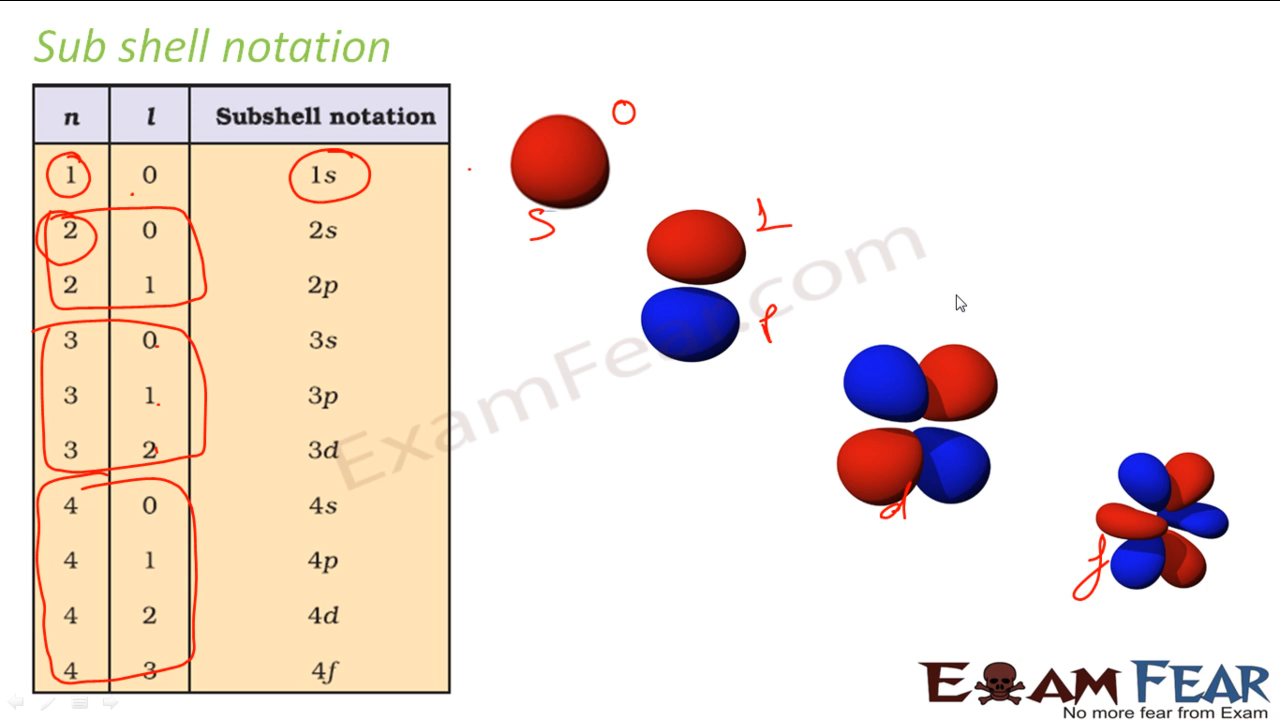 Sub shell notation
n l Subshell notation
1 0 1s
2 0 2s
2 1 2p
3 0 3s
3 1 3p
3 2 3d
4 0 4s
4 1 4p
4 2 4d
4 3 4f
0
S
1
p
d
f
ExamFear.com
EXAM FEAR
No more fear from Exam